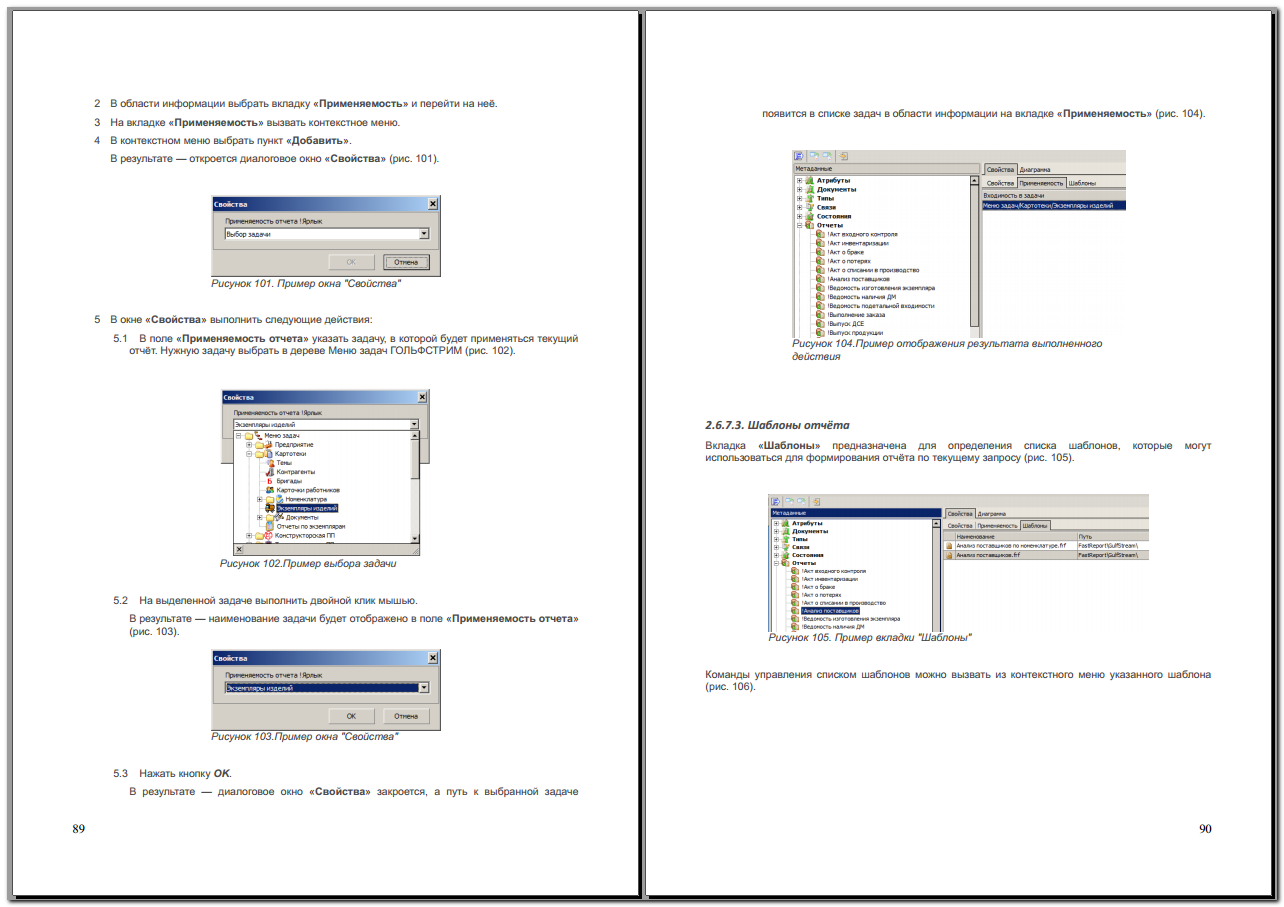 2 В области информации выбрать вкладку «Применяемость» и перейти на неё.
3 На вкладке «Применяемость» вызвать контекстное меню.
4 В контекстном меню выбрать пункт «Добавить».
В результате — откроется диалоговое окно «Свойства» (рис. 101).
Свойства
Применяемость отчета !Ярлык
Выбор задачи
OK Отмена
Рисунок 101. Пример окна "Свойства"
5 В окне «Свойства» выполнить следующие действия:
5.1 В поле «Применяемость отчета» указать задачу, в которой будет применяться текущий
отчёт. Нужную задачу выбрать в дереве Меню задач ГОЛЬФСТРИМ (рис. 102).
Свойства
Применяемость отчета !Ярлык
Экземпляры изделий
Меню задач
Предприятие
Картотеки
Темы
Контрагенты
Бригады
Карточки работников
Номенклатура
Экземпляры изделий
Документы
Отчеты по экземплярам
Конструкторская ПП
Рисунок 102.Пример выбора задачи
5.2 На выделенной задаче выполнить двойной клик мышью.
В результате — наименование задачи будет отображено в поле «Применяемость отчета»
(рис. 103).
Свойства
Применяемость отчета !Ярлык
Экземпляры изделий
OK Отмена
Рисунок 103.Пример окна "Свойства"
5.3 Нажать кнопку OK.
В результате — диалоговое окно «Свойства» закроется, а путь к выбранной задаче
89
появится в списке задач в области информации на вкладке «Применяемость» (рис. 104).
Метаданные
Атрибуты
Документы
Типы
Связи
Состояния
Отчеты
!Акт входного контроля
!Акт инвентаризации
!Акт о браке
!Акт о потерях
!Акт о списании в производство
!Анализ поставщиков
!Ведомость изготовления экземпляра
!Ведомость наличия ДМ
!Ведомость подетальной входимости
!Выполнение заказа
!Выпуск ДСЕ
!Выпуск продукции
Свойства Диаграмма
Свойства Применяемость Шаблоны
Входимость в задачи
Меню задач/Картотеки/Экземпляры изделий
Рисунок 104.Пример отображения результата выполненного
действия
2.6.7.3. Шаблоны отчёта
Вкладка «Шаблоны» предназначена для определения списка шаблонов, которые могут
использоваться для формирования отчёта по текущему запросу (рис. 105).
Метаданные
Атрибуты
Документы
Типы
Связи
Состояния
Отчеты
!Акт входного контроля
!Акт инвентаризации
!Акт о браке
!Акт о потерях
!Акт о списании в производство
!Анализ поставщиков
!Ведомость изготовления экземпляра
!Ведомость наличия ДМ
Свойства Диаграмма
Свойства Применяемость Шаблоны
Наименование Путь
Анализ поставщиков по номенклатуре.frf FastReport\GulfStream\
Анализ поставщиков.frf FastReport\GulfStream\
Рисунок 105. Пример вкладки "Шаблоны"
Команды управления списком шаблонов можно вызвать из контекстного меню указанного шаблона
(рис. 106).
90